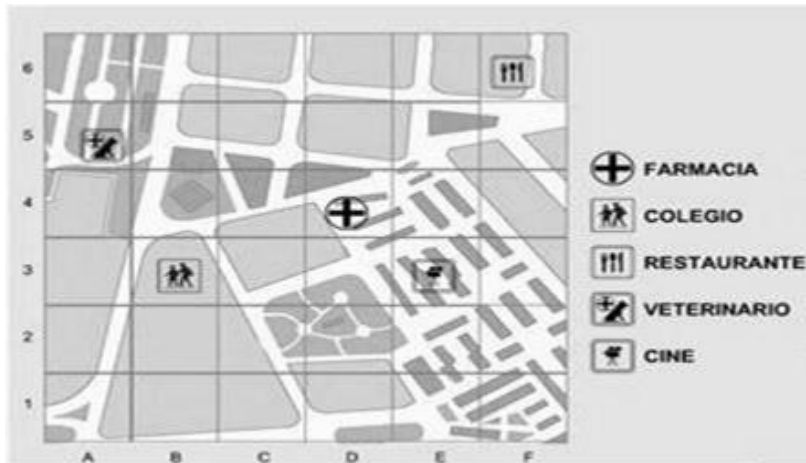 6
5
4
3
2
1
A B C D E F
FARMACIA
COLEGIO
RESTAURANTE
VETERINARIO
CINE